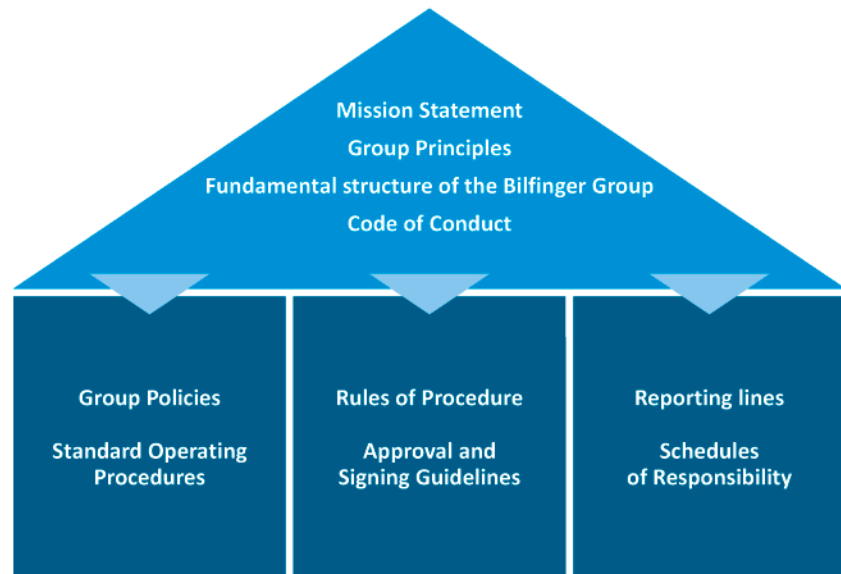 Mission Statement
Group Principles
Fundamental structure of the Bilfinger Group
Code of Conduct
Group Policies
Standard Operating
Procedures
Rules of Procedure
Approval and
Signing Guidelines
Reporting lines
Schedules
of Responsibility